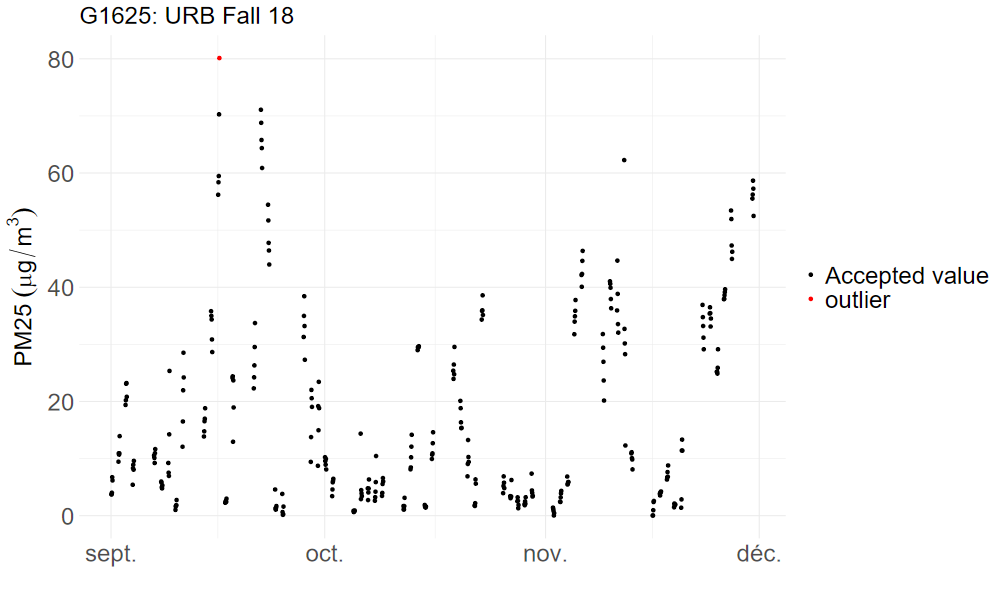 G1625: URB Fall 18
PM25 (μg/m³)
80
60
40
20
0
sept.
oct.
nov.
déc.
Accepted value
outlier